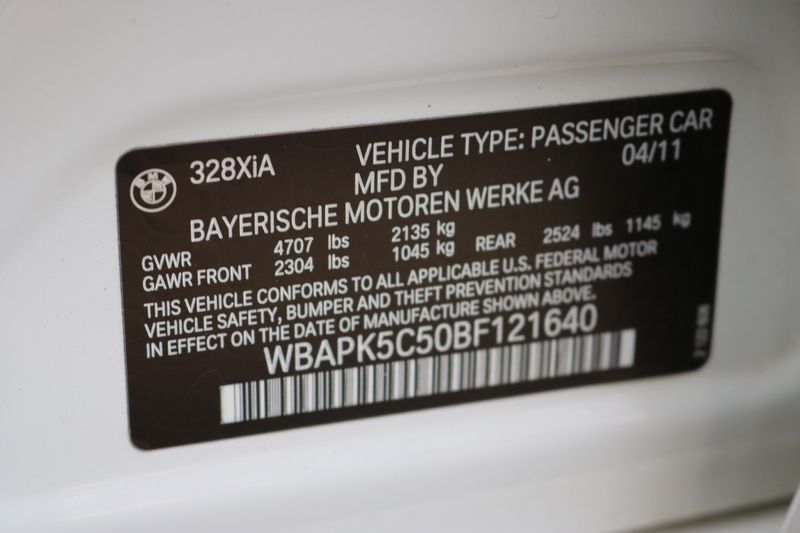 BMW
328XiA
VEHICLE TYPE: PASSENGER CAR
MFD BY 04/11
BAYERISCHE MOTOREN WERKE AG
GVWR 4707 lbs 2135 kg
GAWR FRONT 2304 lbs 1045 kg REAR 2524 lbs 1145 kg
THIS VEHICLE CONFORMS TO ALL APPLICABLE U.S. FEDERAL MOTOR
VEHICLE SAFETY, BUMPER AND THEFT PREVENTION STANDARDS
IN EFFECT ON THE DATE OF MANUFACTURE SHOWN ABOVE.
WBAPK5C50BF121640